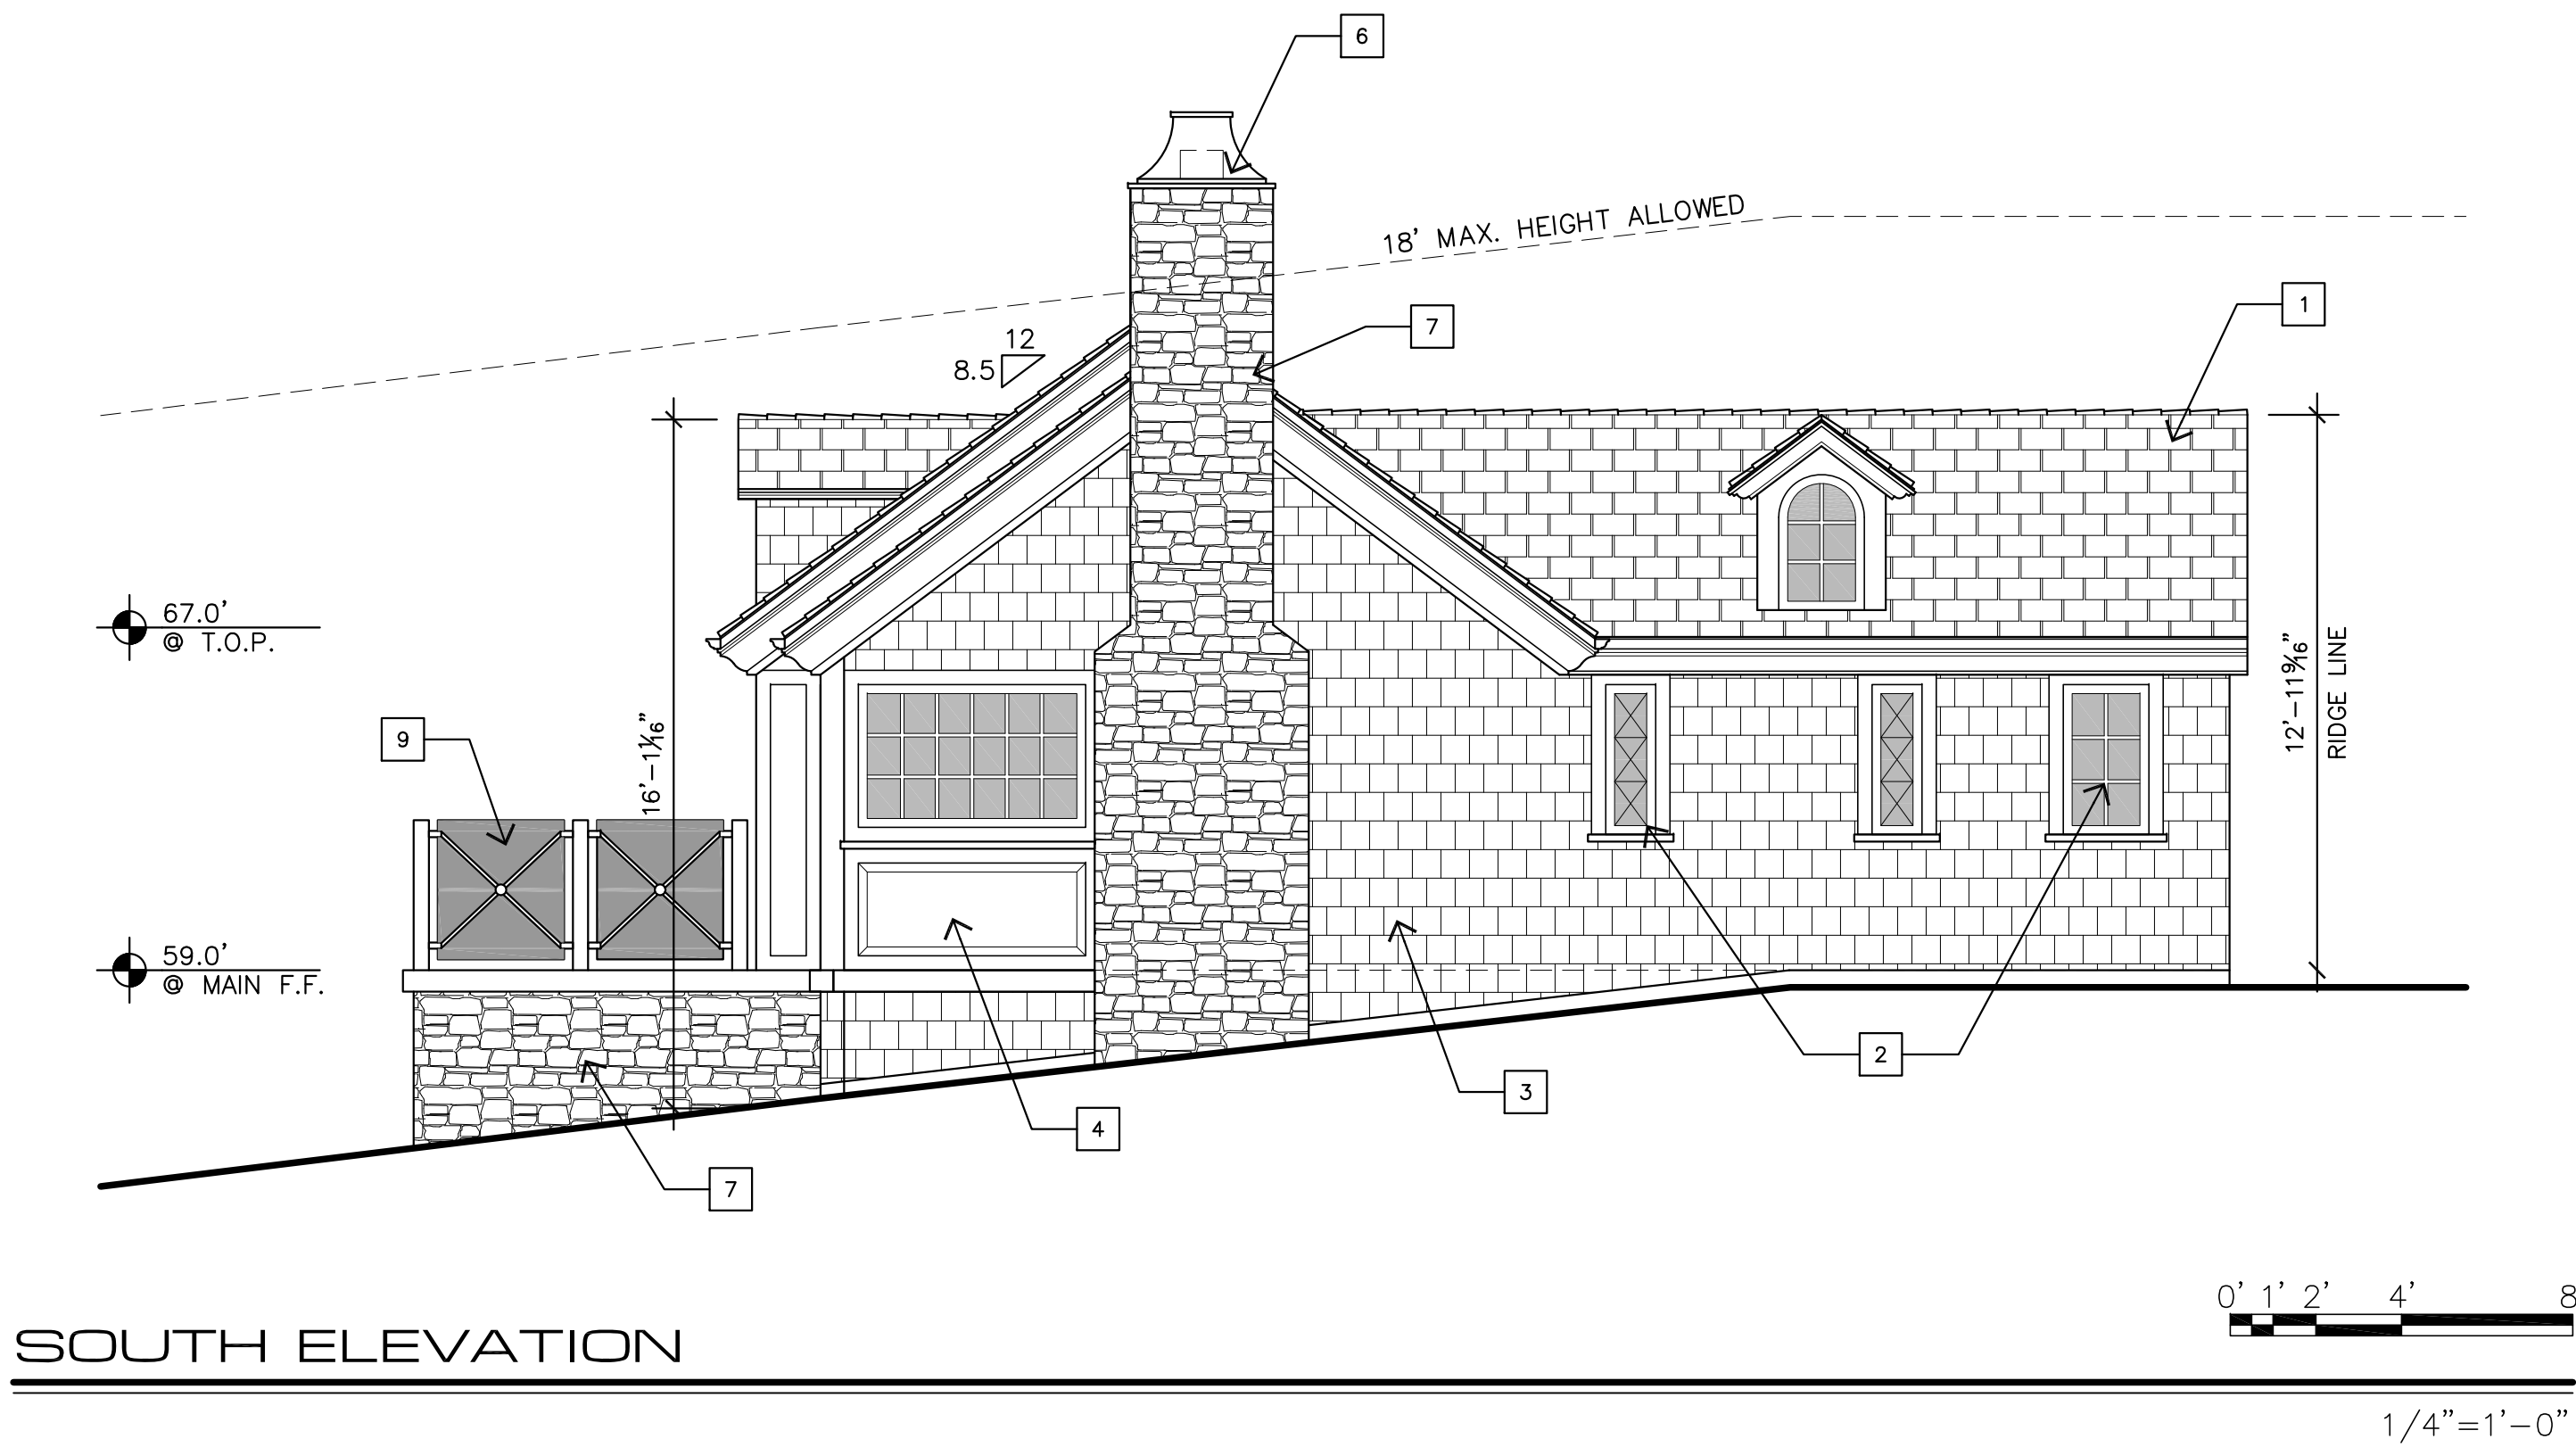 6
18' MAX. HEIGHT ALLOWED
1
7
12
8.5
67.0'
@ T.O.P.
9
16'-1 1/16"
12'-11 9/16"
RIDGE LINE
59.0'
@ MAIN F.F.
2
3
4
7
0' 1' 2' 4' 8
SOUTH ELEVATION
1/4"=1'-0"